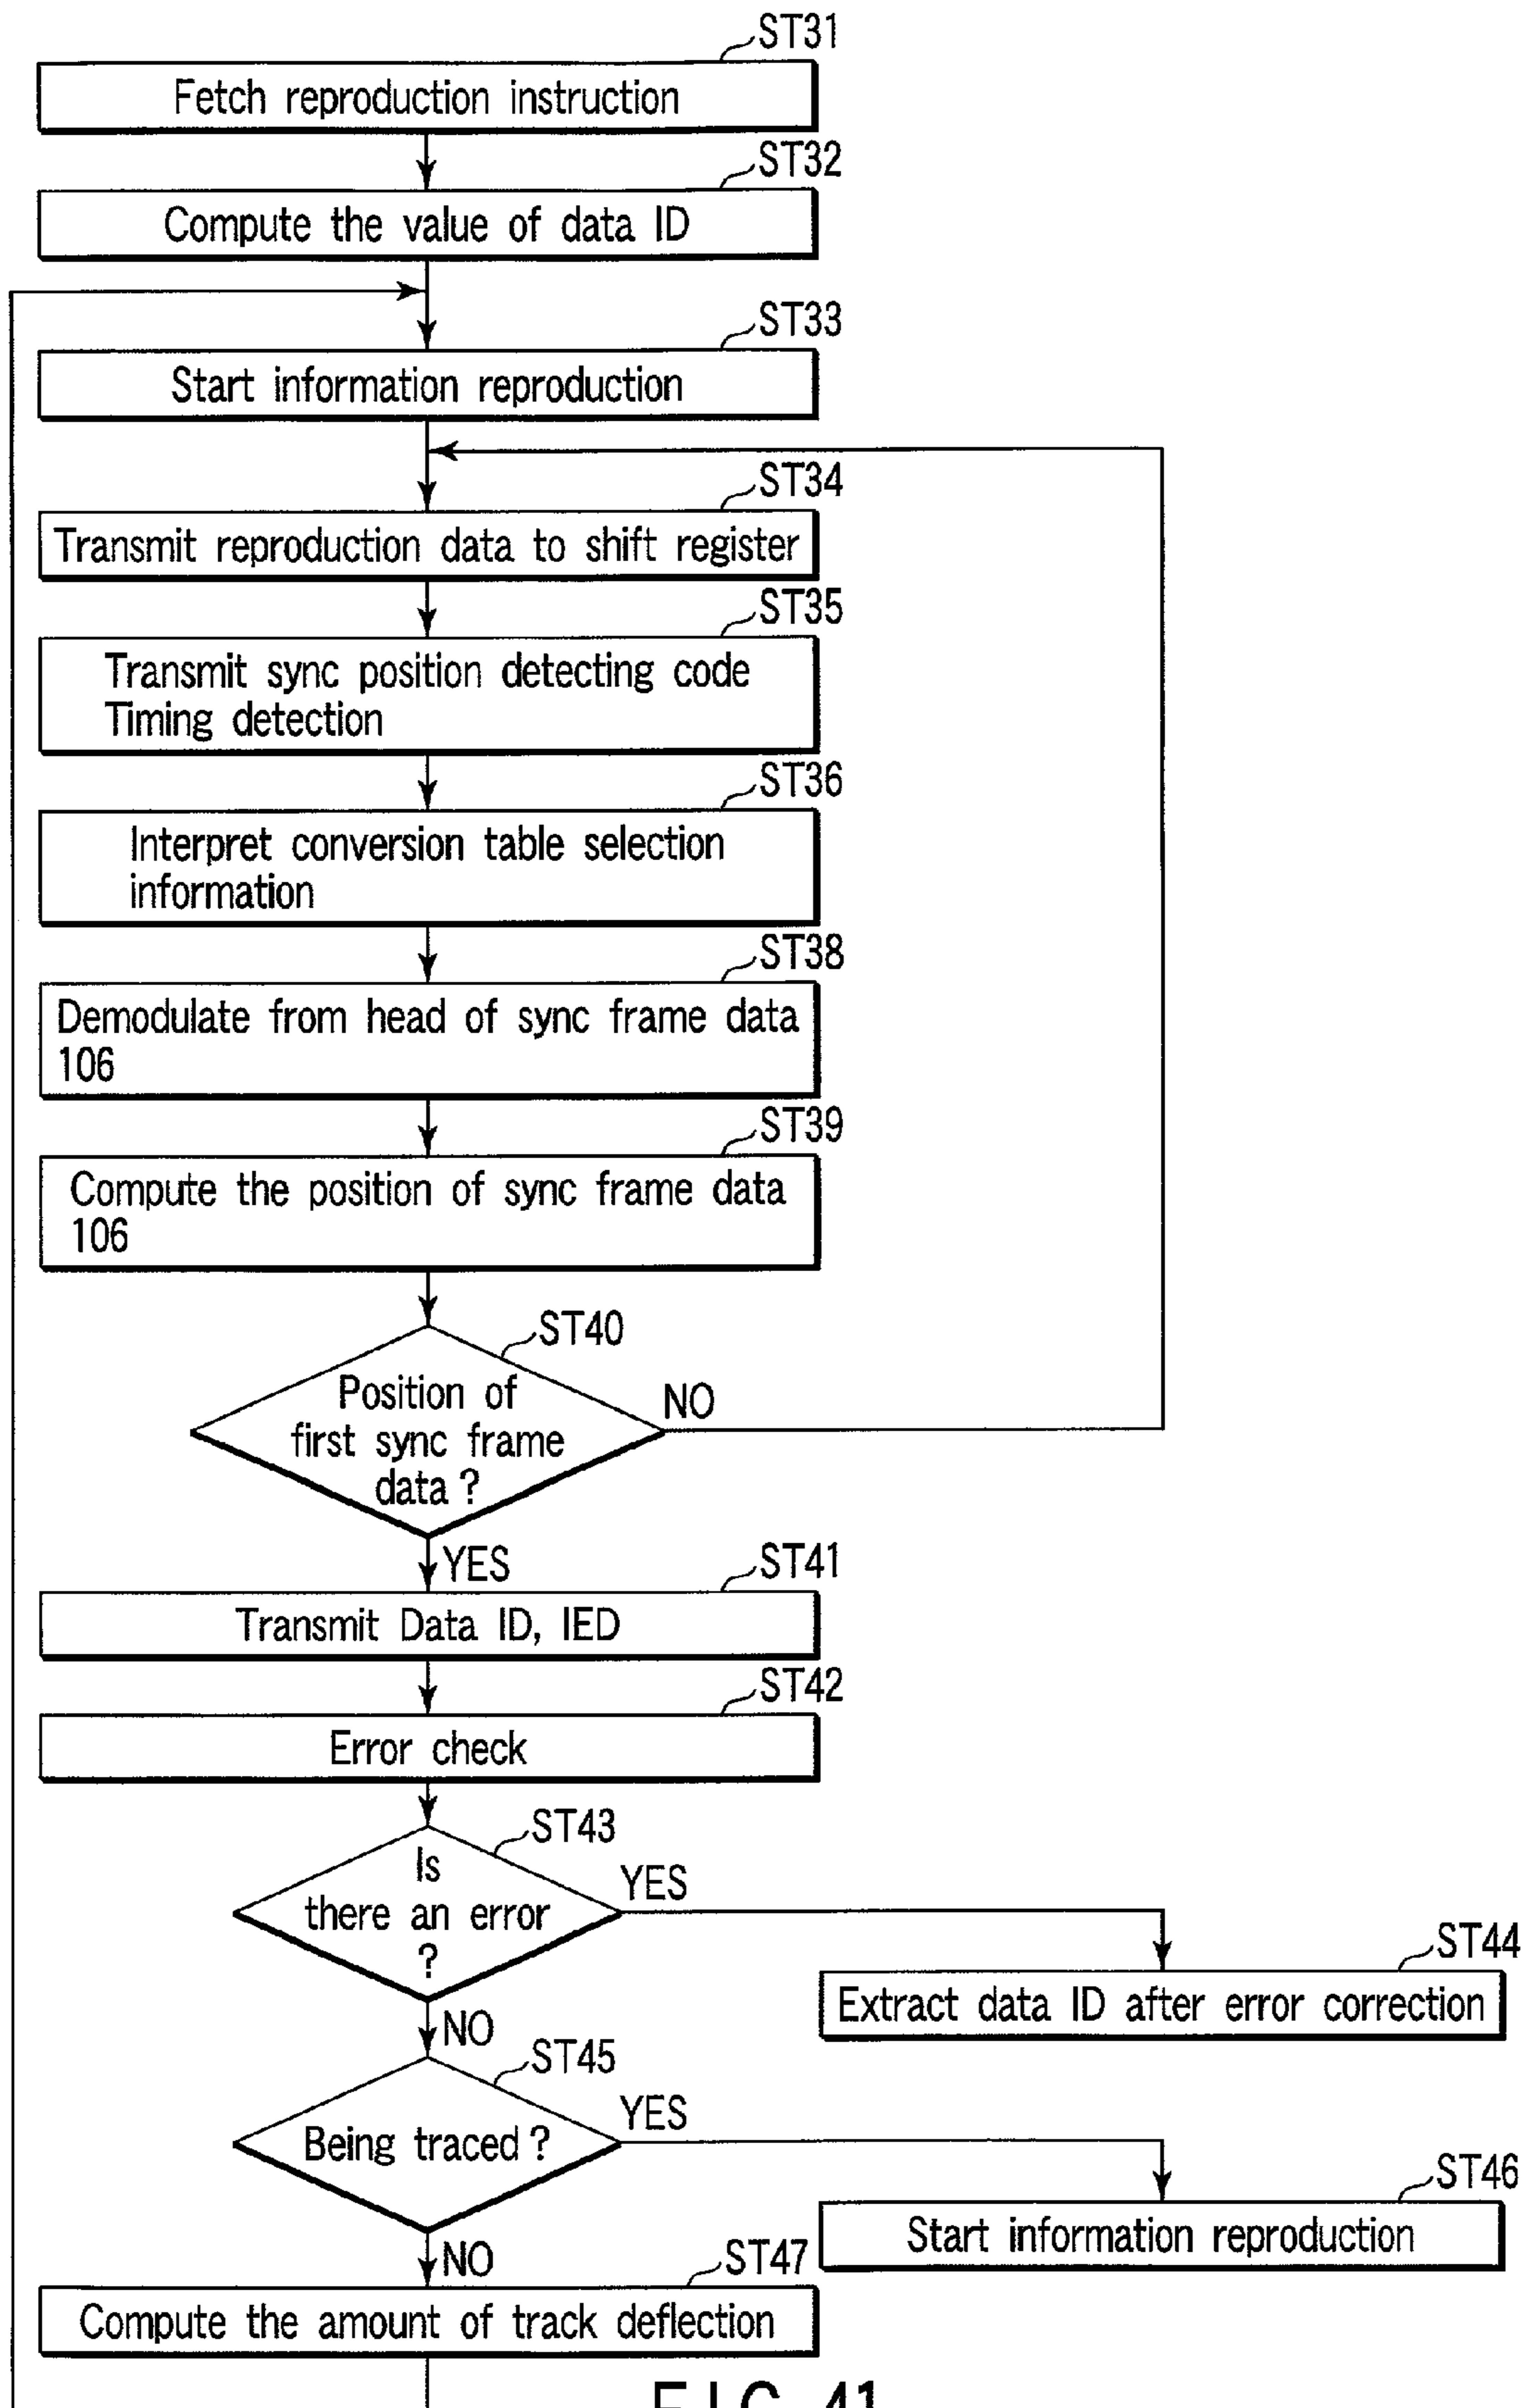 ST31
Fetch reproduction instruction
ST32
Compute the value of data ID
ST33
Start information reproduction
ST34
Transmit reproduction data to shift register
ST35
Transmit sync position detecting code
Timing detection
ST36
Interpret conversion table selection
information
ST38
Demodulate from head of sync frame data
106
ST39
Compute the position of sync frame data
106
ST40
Position of
first sync frame
data ?
NO
YES
ST41
Transmit Data ID, IED
ST42
Error check
ST43
Is
there an error
?
YES
ST44
Extract data ID after error correction
NO
ST45
Being traced ?
YES
ST46
Start information reproduction
NO
ST47
Compute the amount of track deflection
FIG. 41